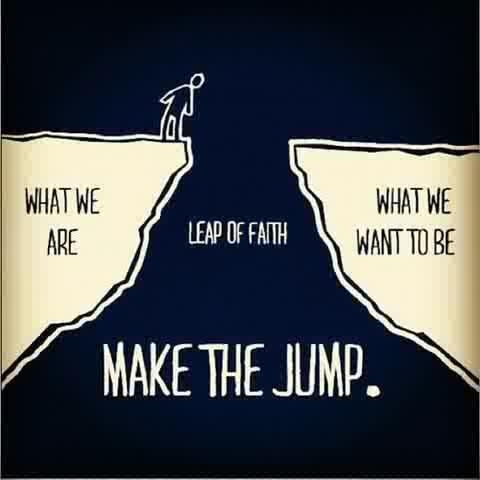 WHAT WE
ARE
LEAP OF FAITH
WHAT WE
WANT TO BE
MAKE THE JUMP.